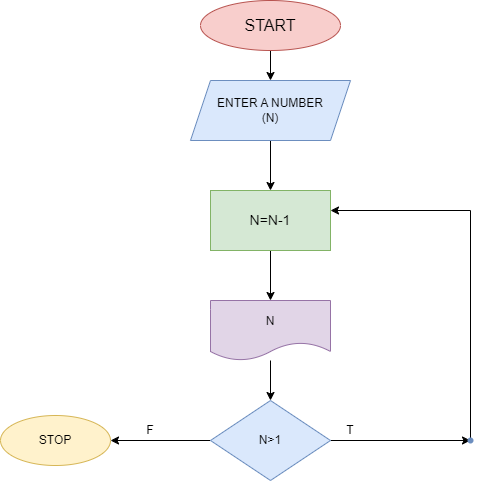 START
ENTER A NUMBER
(N)
N=N-1
N
N>1
F
T
STOP